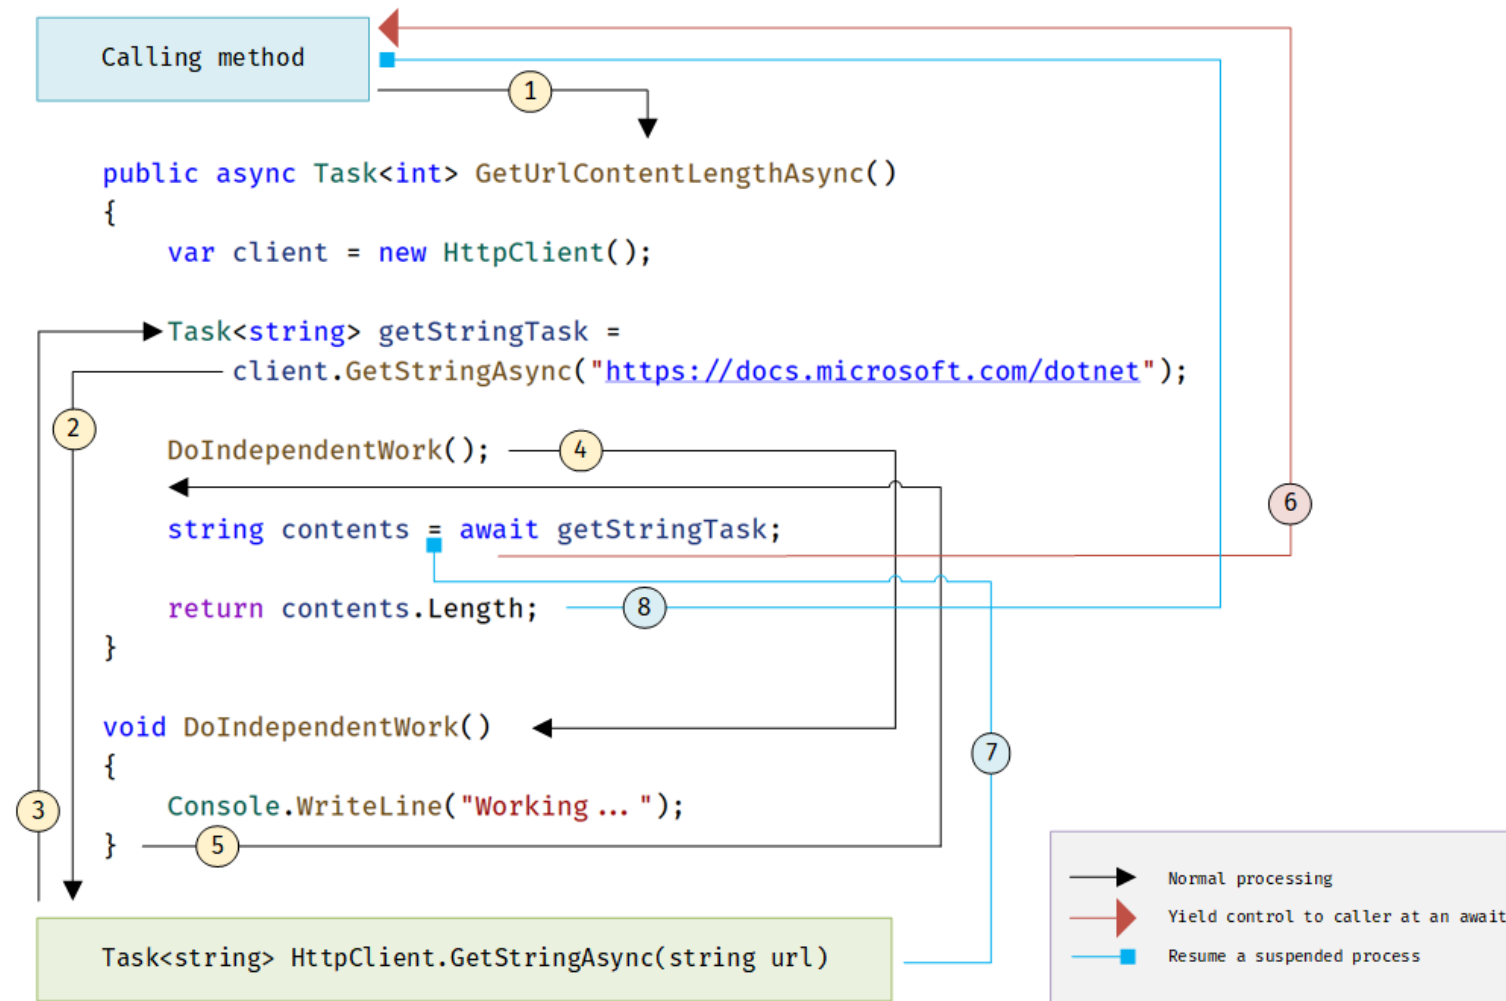 Calling method
1
public async Task<int> GetUrlContentLengthAsync()
{
var client = new HttpClient();
Task<string> getStringTask =
client.GetStringAsync("https://docs.microsoft.com/dotnet");
2
DoIndependentWork();
4
6
string contents = await getStringTask;
return contents.Length;
8
}
void DoIndependentWork()
7
{
3
Console.WriteLine("Working...");
}
5
Normal processing
Yield control to caller at an await
Resume a suspended process
Task<string> HttpClient.GetStringAsync(string url)